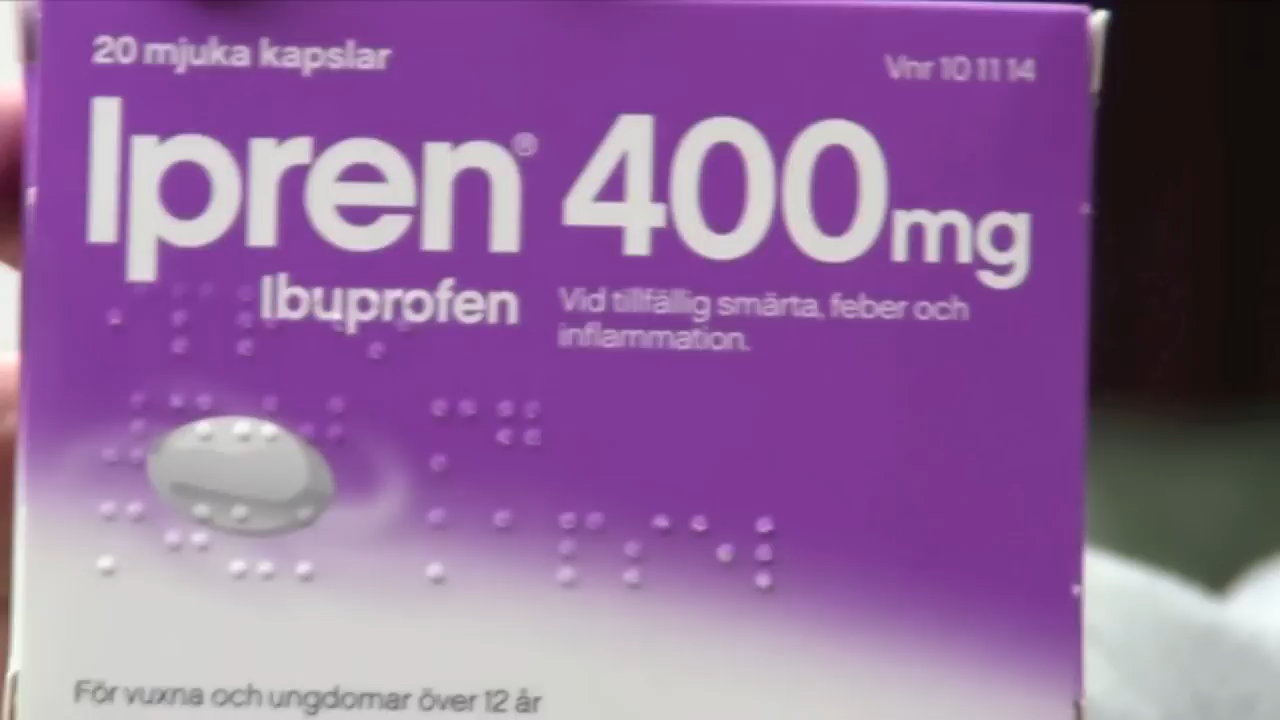 20 mjuka kapslar
Vnr 10 11 14
Ipren® 400mg
Ibuprofen
Vid tillfällig smärta, feber och
inflammation.
För vuxna och ungdomar över 12 år